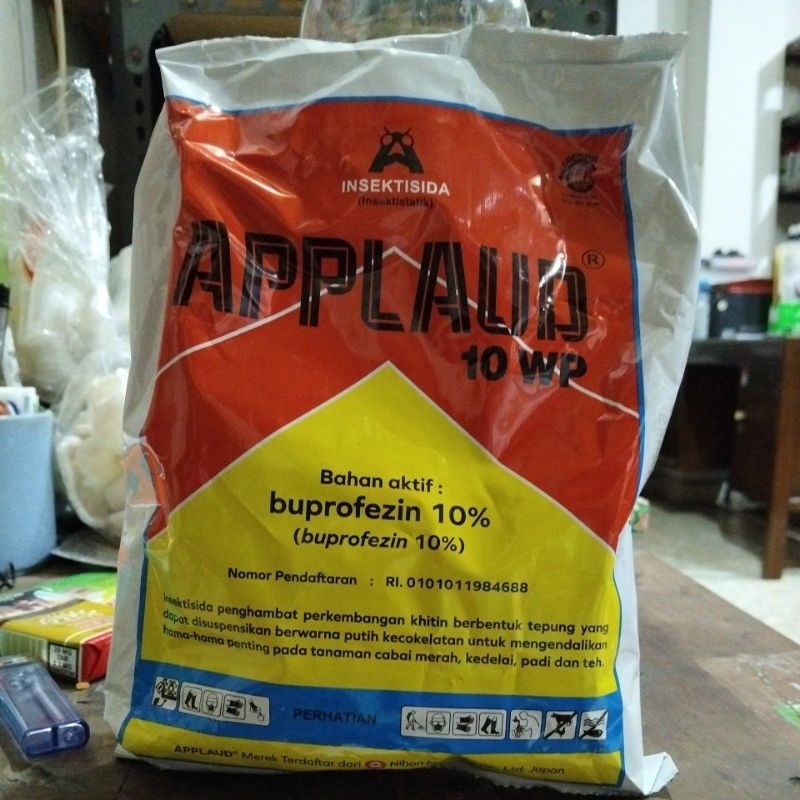 INSEKTISIDA
(Insektistatik)
APPLAUD®
10 WP
Bahan aktif :
buprofezin 10%
(buprofezin 10%)
Nomor Pendaftaran : RI. 0101011984688
Insektisida penghambat perkembangan khitin berbentuk tepung yang
dapat disuspensikan berwarna putih kecokelatan untuk mengendalikan
hama-hama penting pada tanaman cabai merah, kedelai, padi dan teh.
PERHATIAN
APPLAUD® Merek Terdaftar dari Nihon Ltd. Japan